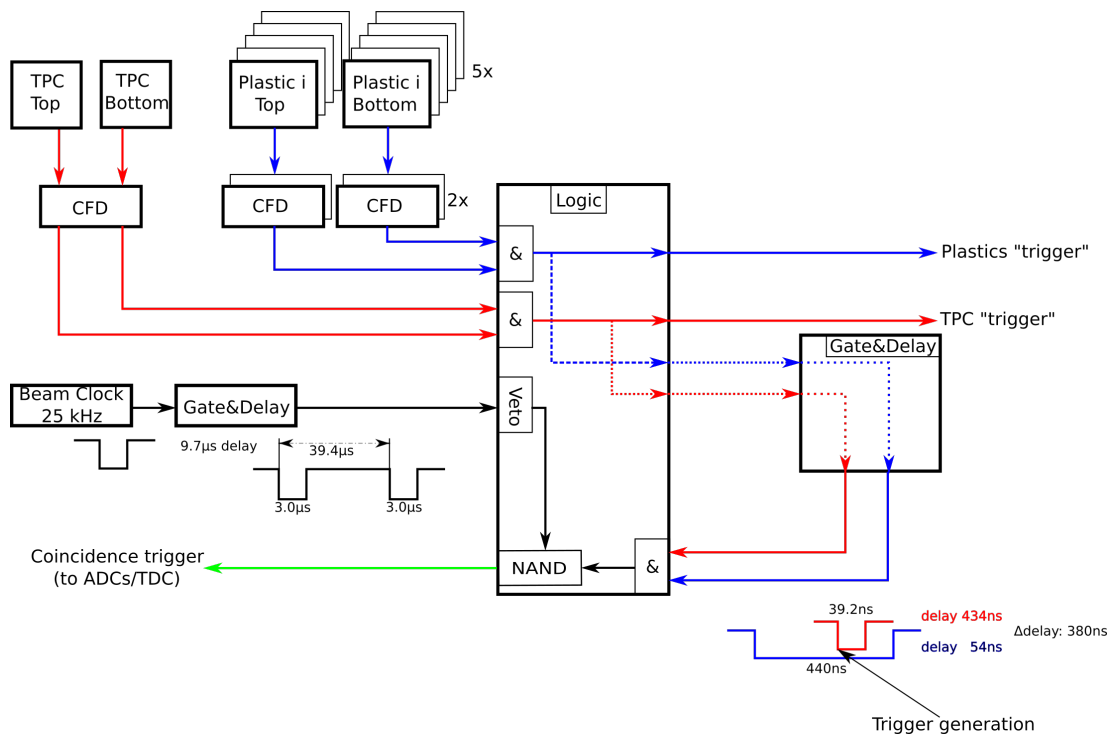 TPC
Top
TPC
Bottom
Plastic i
Top
Plastic i
Bottom
5x
CFD
CFD
CFD
2x
Logic
&
Plastics "trigger"
&
TPC "trigger"
Gate&Delay
Beam Clock
25 kHz
Gate&Delay
Veto
9.7µs delay
39.4µs
3.0µs
3.0µs
Coincidence trigger
(to ADCs/TDC)
NAND
&
39.2ns
delay 434ns
Δdelay: 380ns
delay 54ns
440ns
Trigger generation